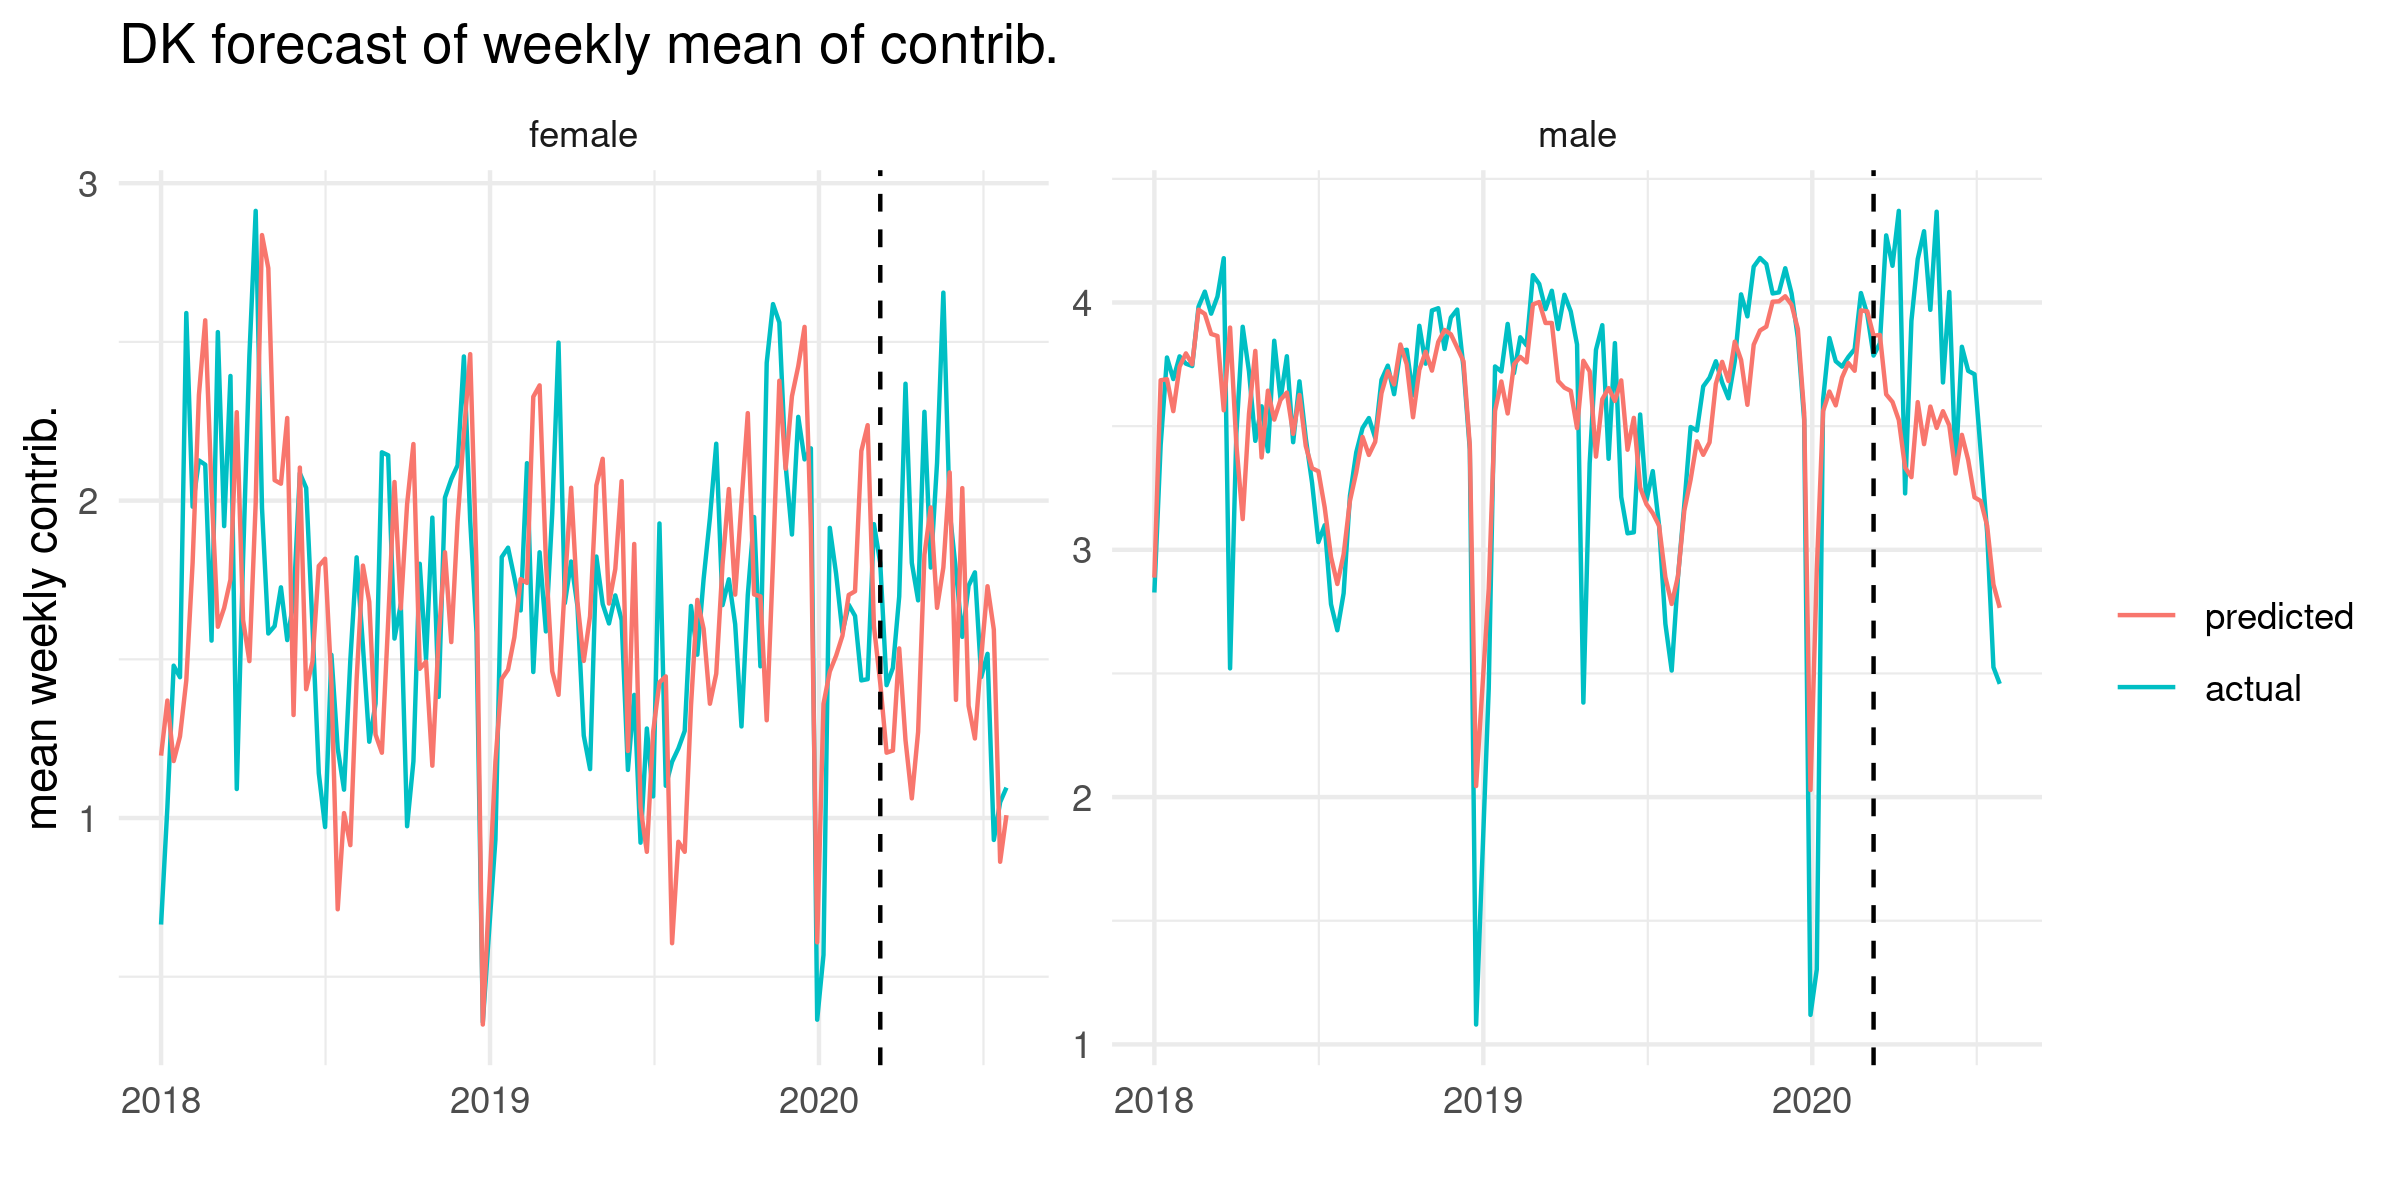 DK forecast of weekly mean of contrib.
female
male
mean weekly contrib.
3
2
1
4
3
2
1
2018
2019
2020
2018
2019
2020
predicted
actual